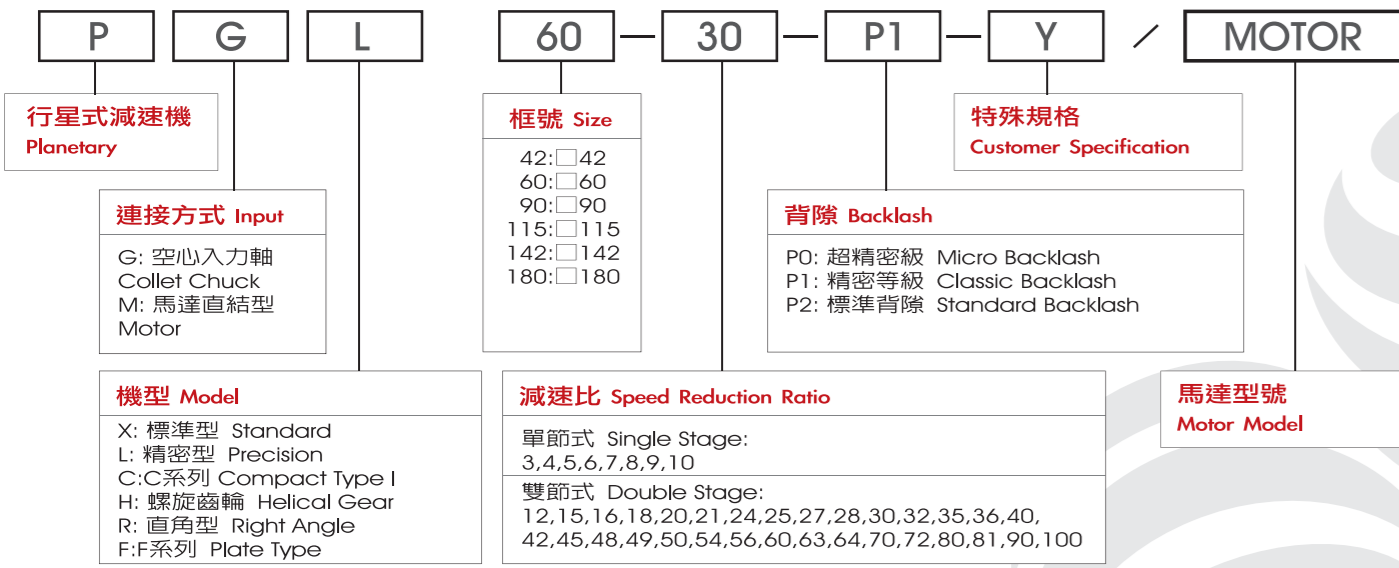 P G L 60 — 30 — P1 — Y / MOTOR
行星式減速機
Planetary
連接方式 Input
G: 空心入力軸
Collet Chuck
M: 馬達直結型
Motor
機型 Model
X: 標準型 Standard
L: 精密型 Precision
C:C系列 Compact Type I
H: 螺旋齒輪 Helical Gear
R: 直角型 Right Angle
F:F系列 Plate Type
框號 Size
42:□42
60:□60
90:□90
115:□115
142:□142
180:□180
減速比 Speed Reduction Ratio
單節式 Single Stage:
3,4,5,6,7,8,9,10
雙節式 Double Stage:
12,15,16,18,20,21,24,25,27,28,30,32,35,36,40,
42,45,48,49,50,54,56,60,63,64,70,72,80,81,90,100
背隙 Backlash
P0: 超精密級 Micro Backlash
P1: 精密等級 Classic Backlash
P2: 標準背隙 Standard Backlash
特殊規格
Customer Specification
馬達型號
Motor Model